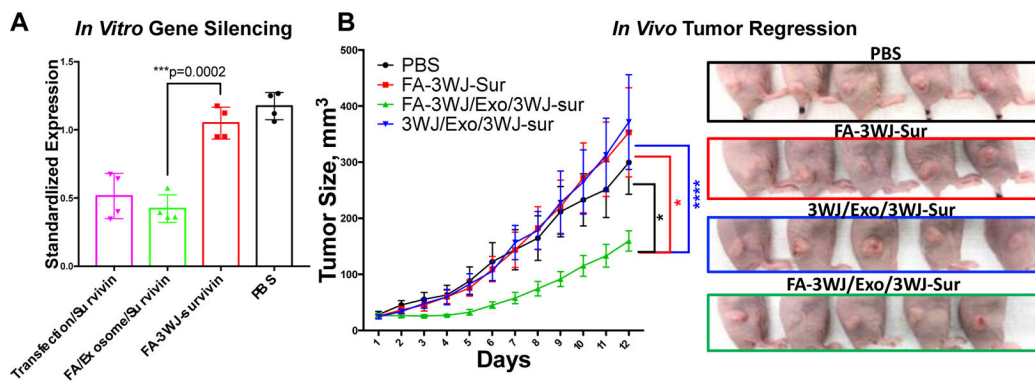 A
In Vitro Gene Silencing
Standardlized Expression
1.5
1.0
0.5
0.0
***p=0.0002
Transfection/Survivin
FA/Exosome/Survivin
FA-3WJ-survivin
PBS
B
In Vivo Tumor Regression
Tumor Size, mm3
500
400
300
200
100
0
PBS
FA-3WJ-Sur
FA-3WJ/Exo/3WJ-sur
3WJ/Exo/3WJ-sur
*
*
****
1 2 3 4 5 6 7 8 9 10 11 12
Days
PBS
FA-3WJ-Sur
3WJ/Exo/3WJ-Sur
FA-3WJ/Exo/3WJ-Sur